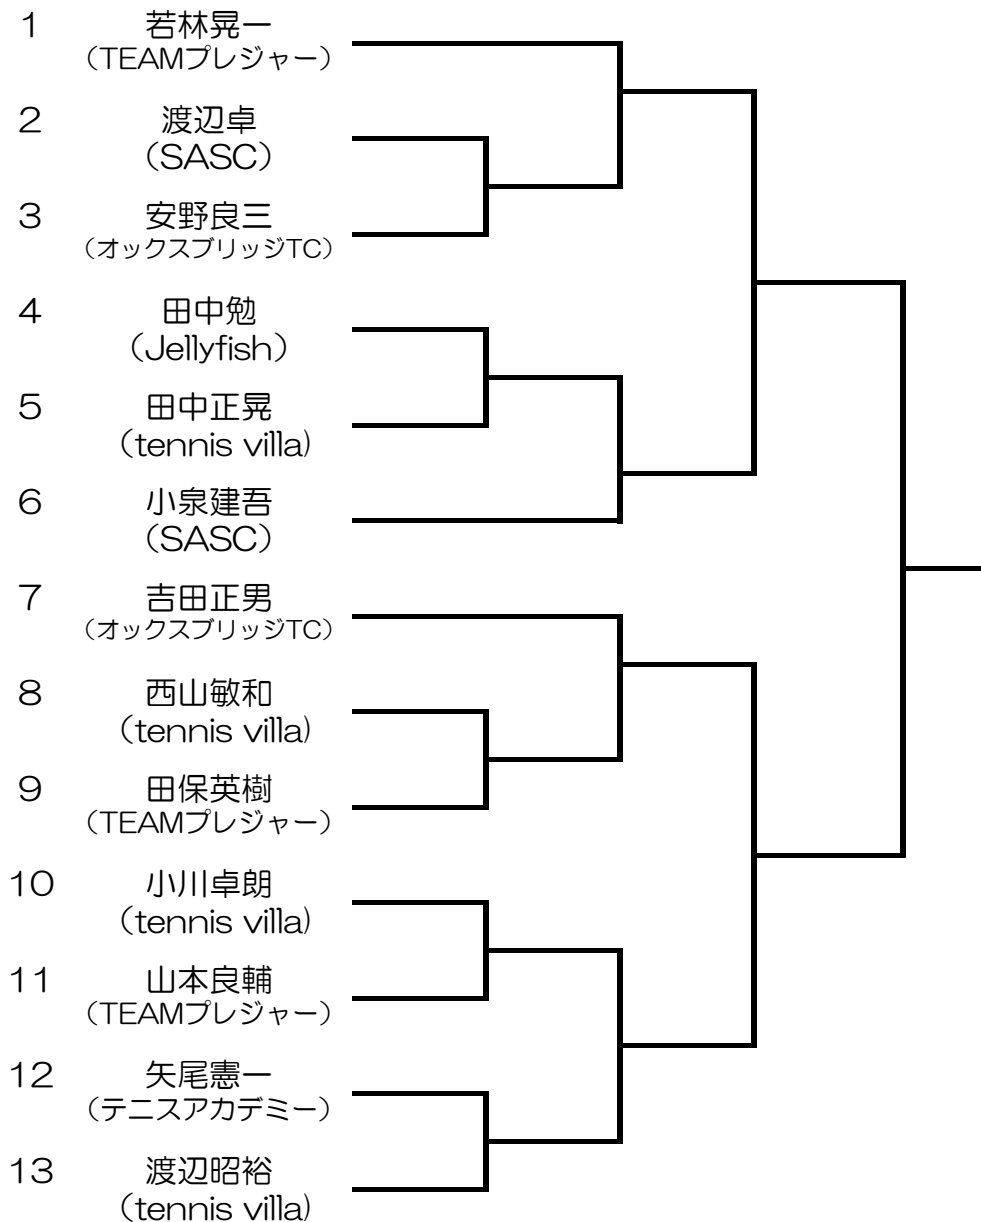 1 若林晃一
（TEAMプレジャー）
2 渡辺卓
（SASC）
3 安野良三
（オックスブリッジTC）
4 田中勉
（Jellyfish）
5 田中正晃
（tennis villa)
6 小泉建吾
（SASC）
7 吉田正男
（オックスブリッジTC）
8 西山敏和
（tennis villa)
9 田保英樹
（TEAMプレジャー）
10 小川卓朗
（tennis villa)
11 山本良輔
（TEAMプレジャー）
12 矢尾憲一
（テニスアカデミー）
13 渡辺昭裕
（tennis villa)